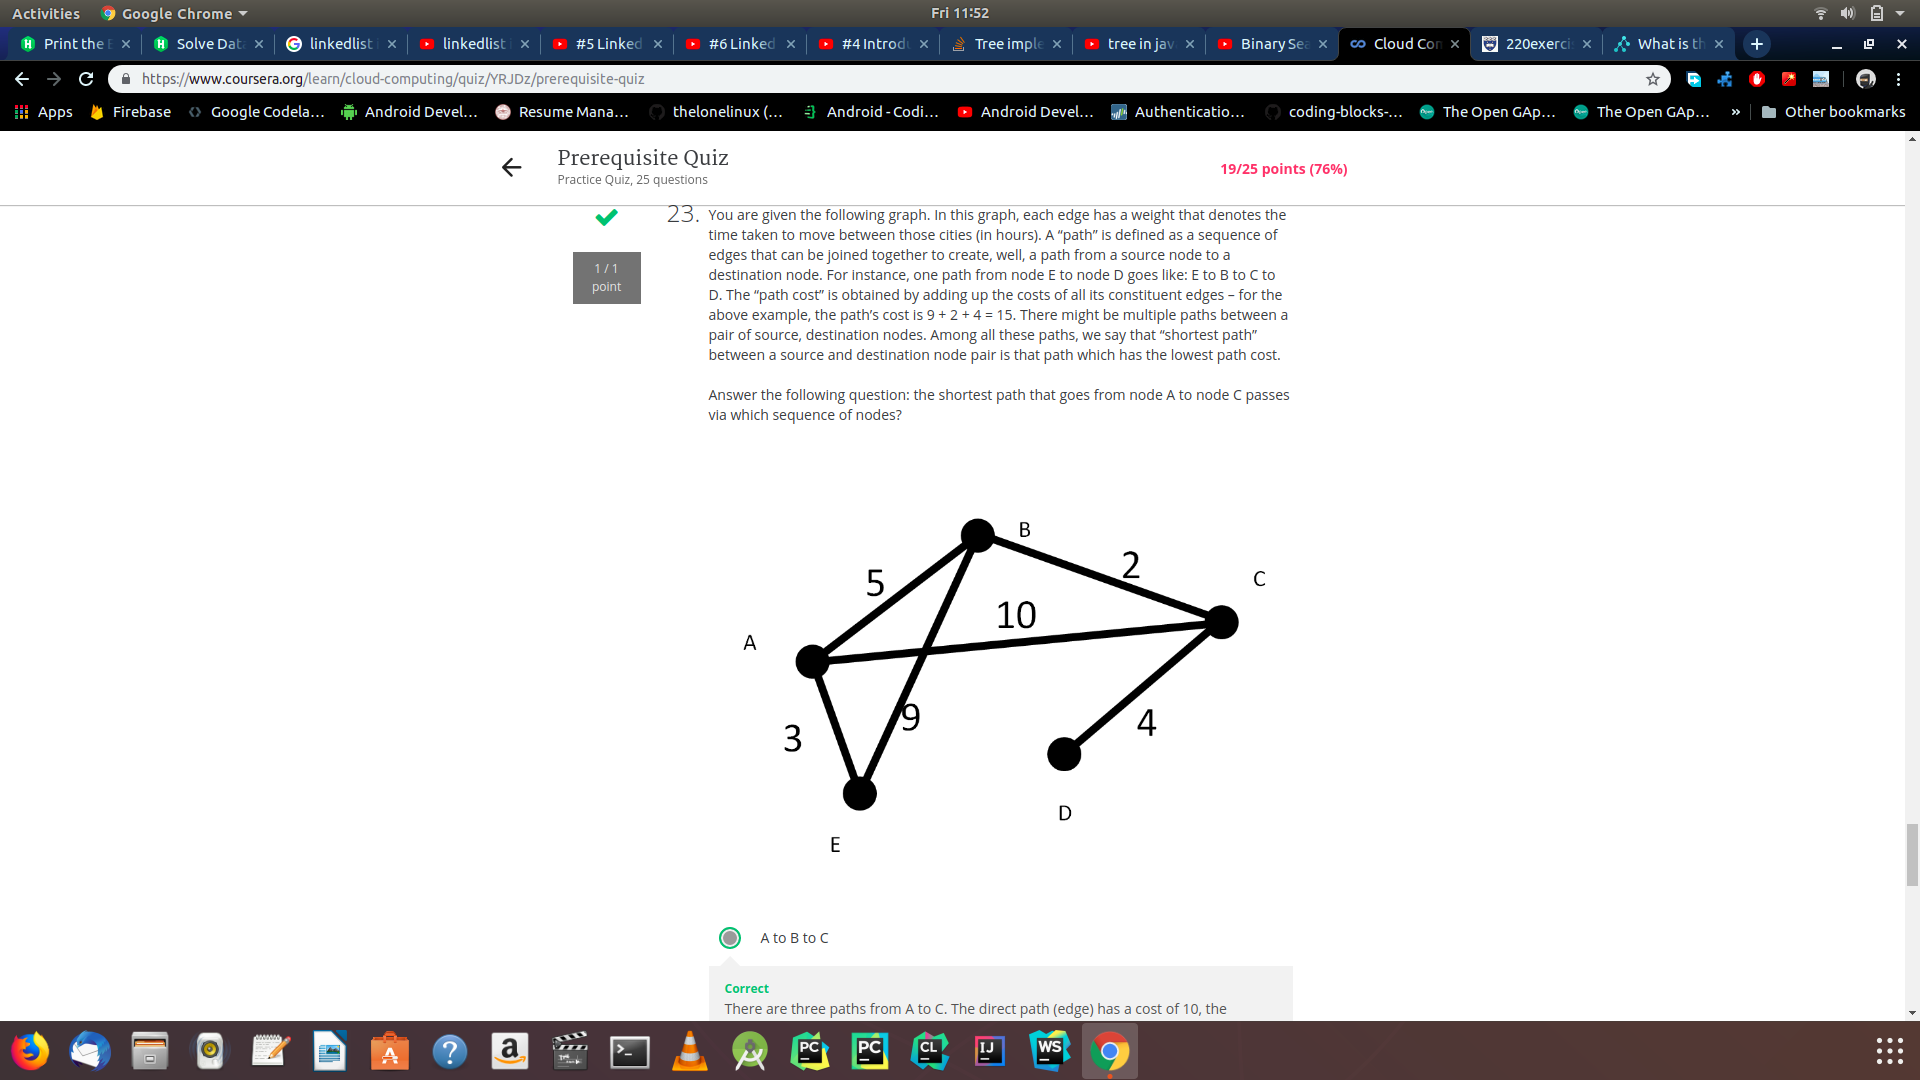 Activities
Google Chrome
Fri 11:52
Print the
Solve Dat
linkedlist
linkedlist
#5 Linked
#6 Linked
#4 Introdu
Tree imple
tree in jav
Binary Sea
Cloud Con
220exerci
What is th
https://www.coursera.org/learn/cloud-computing/quiz/YRJDz/prerequisite-quiz
Apps
Firebase
Google Codela...
Android Devel...
Resume Mana...
thelonelinux (...
Android - Codi...
Android Devel...
Authenticatio...
coding-blocks-...
The Open GAp...
The Open GAp...
»
Other bookmarks
Prerequisite Quiz
Practice Quiz, 25 questions
19/25 points (76%)
1 / 1
point
23.
You are given the following graph. In this graph, each edge has a weight that denotes the
time taken to move between those cities (in hours). A “path” is defined as a sequence of
edges that can be joined together to create, well, a path from a source node to a
destination node. For instance, one path from node E to node D goes like: E to B to C to
D. The “path cost” is obtained by adding up the costs of all its constituent edges – for the
above example, the path’s cost is 9 + 2 + 4 = 15. There might be multiple paths between a
pair of source, destination nodes. Among all these paths, we say that “shortest path”
between a source and destination node pair is that path which has the lowest path cost.
Answer the following question: the shortest path that goes from node A to node C passes
via which sequence of nodes?
B
2
C
5
10
A
9
3
4
D
E
A to B to C
Correct
There are three paths from A to C. The direct path (edge) has a cost of 10, the
PC
PC
CL
IJ
WS